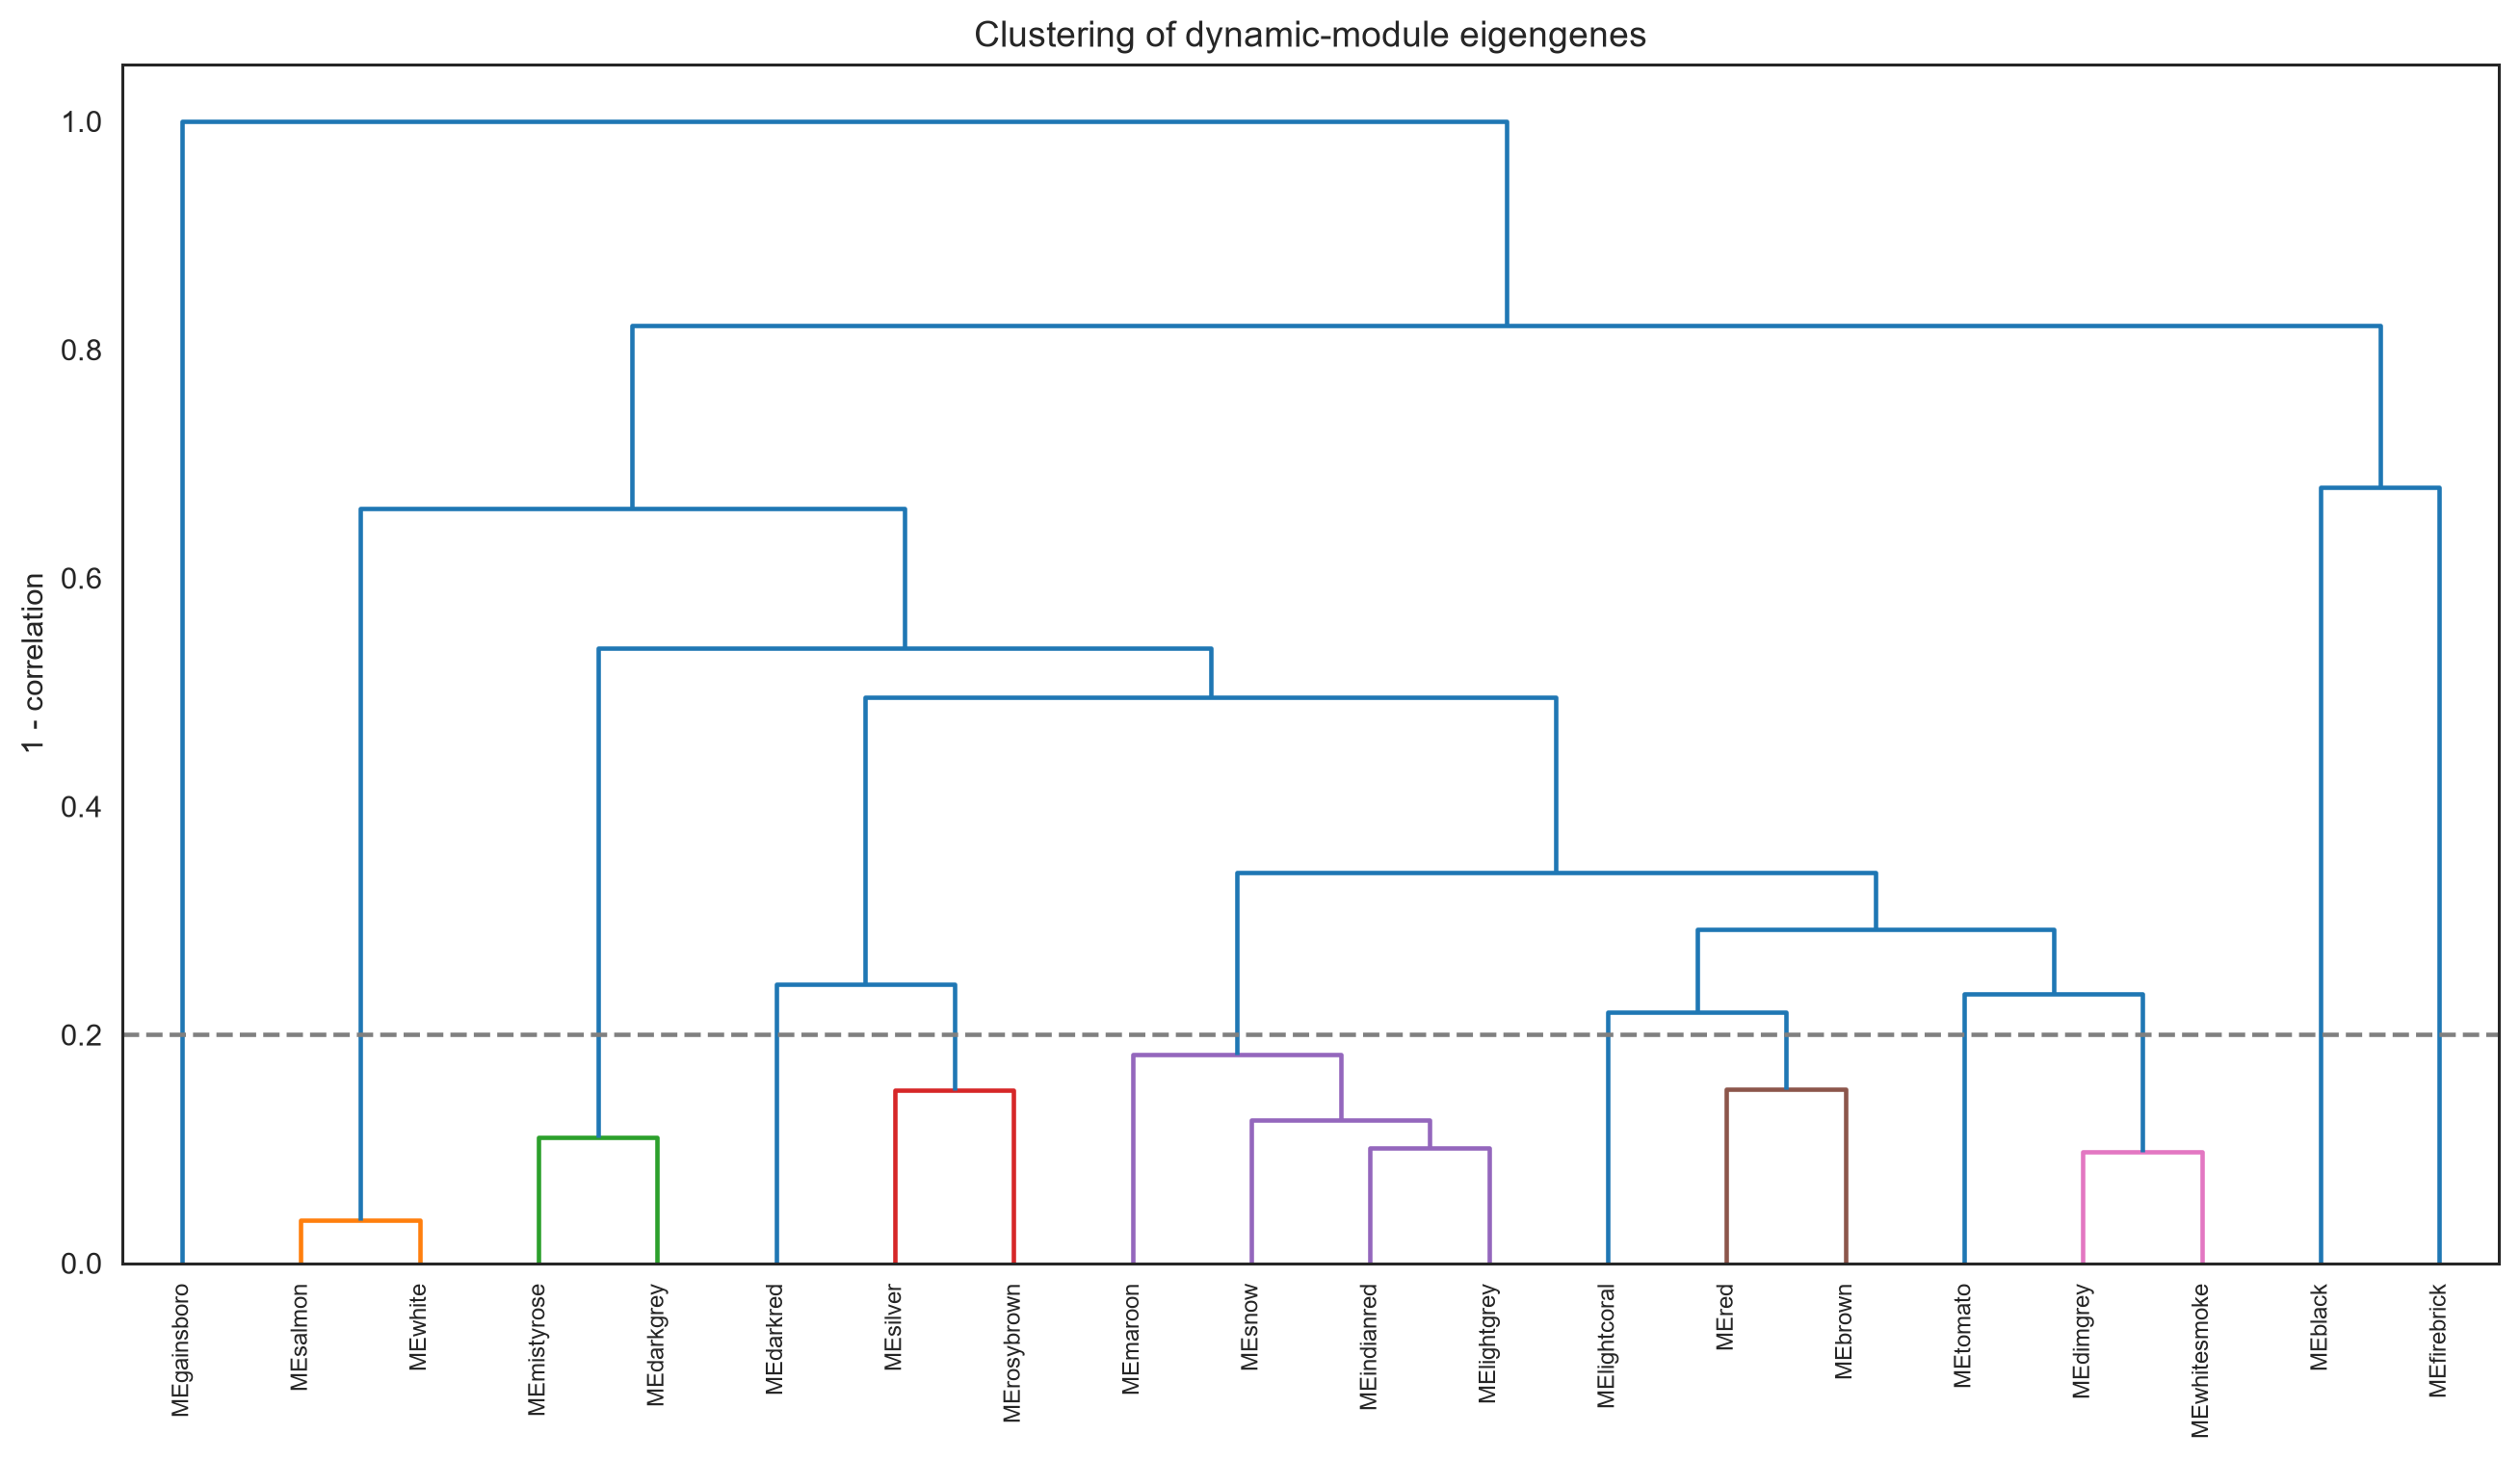 Clustering of dynamic-module eigengenes
1 - correlation
1.0
0.8
0.6
0.4
0.2
0.0
MEgainsboro
MEsalmon
MEwhite
MEmistyrose
MEdarkgrey
MEdarkred
MEsilver
MErosybrown
MEmaroon
MEsnow
MEindianred
MElightgrey
MElightcoral
MEred
MEbrown
MEtomato
MEdimgrey
MEwhitesmoke
MEblack
MEfirebrick